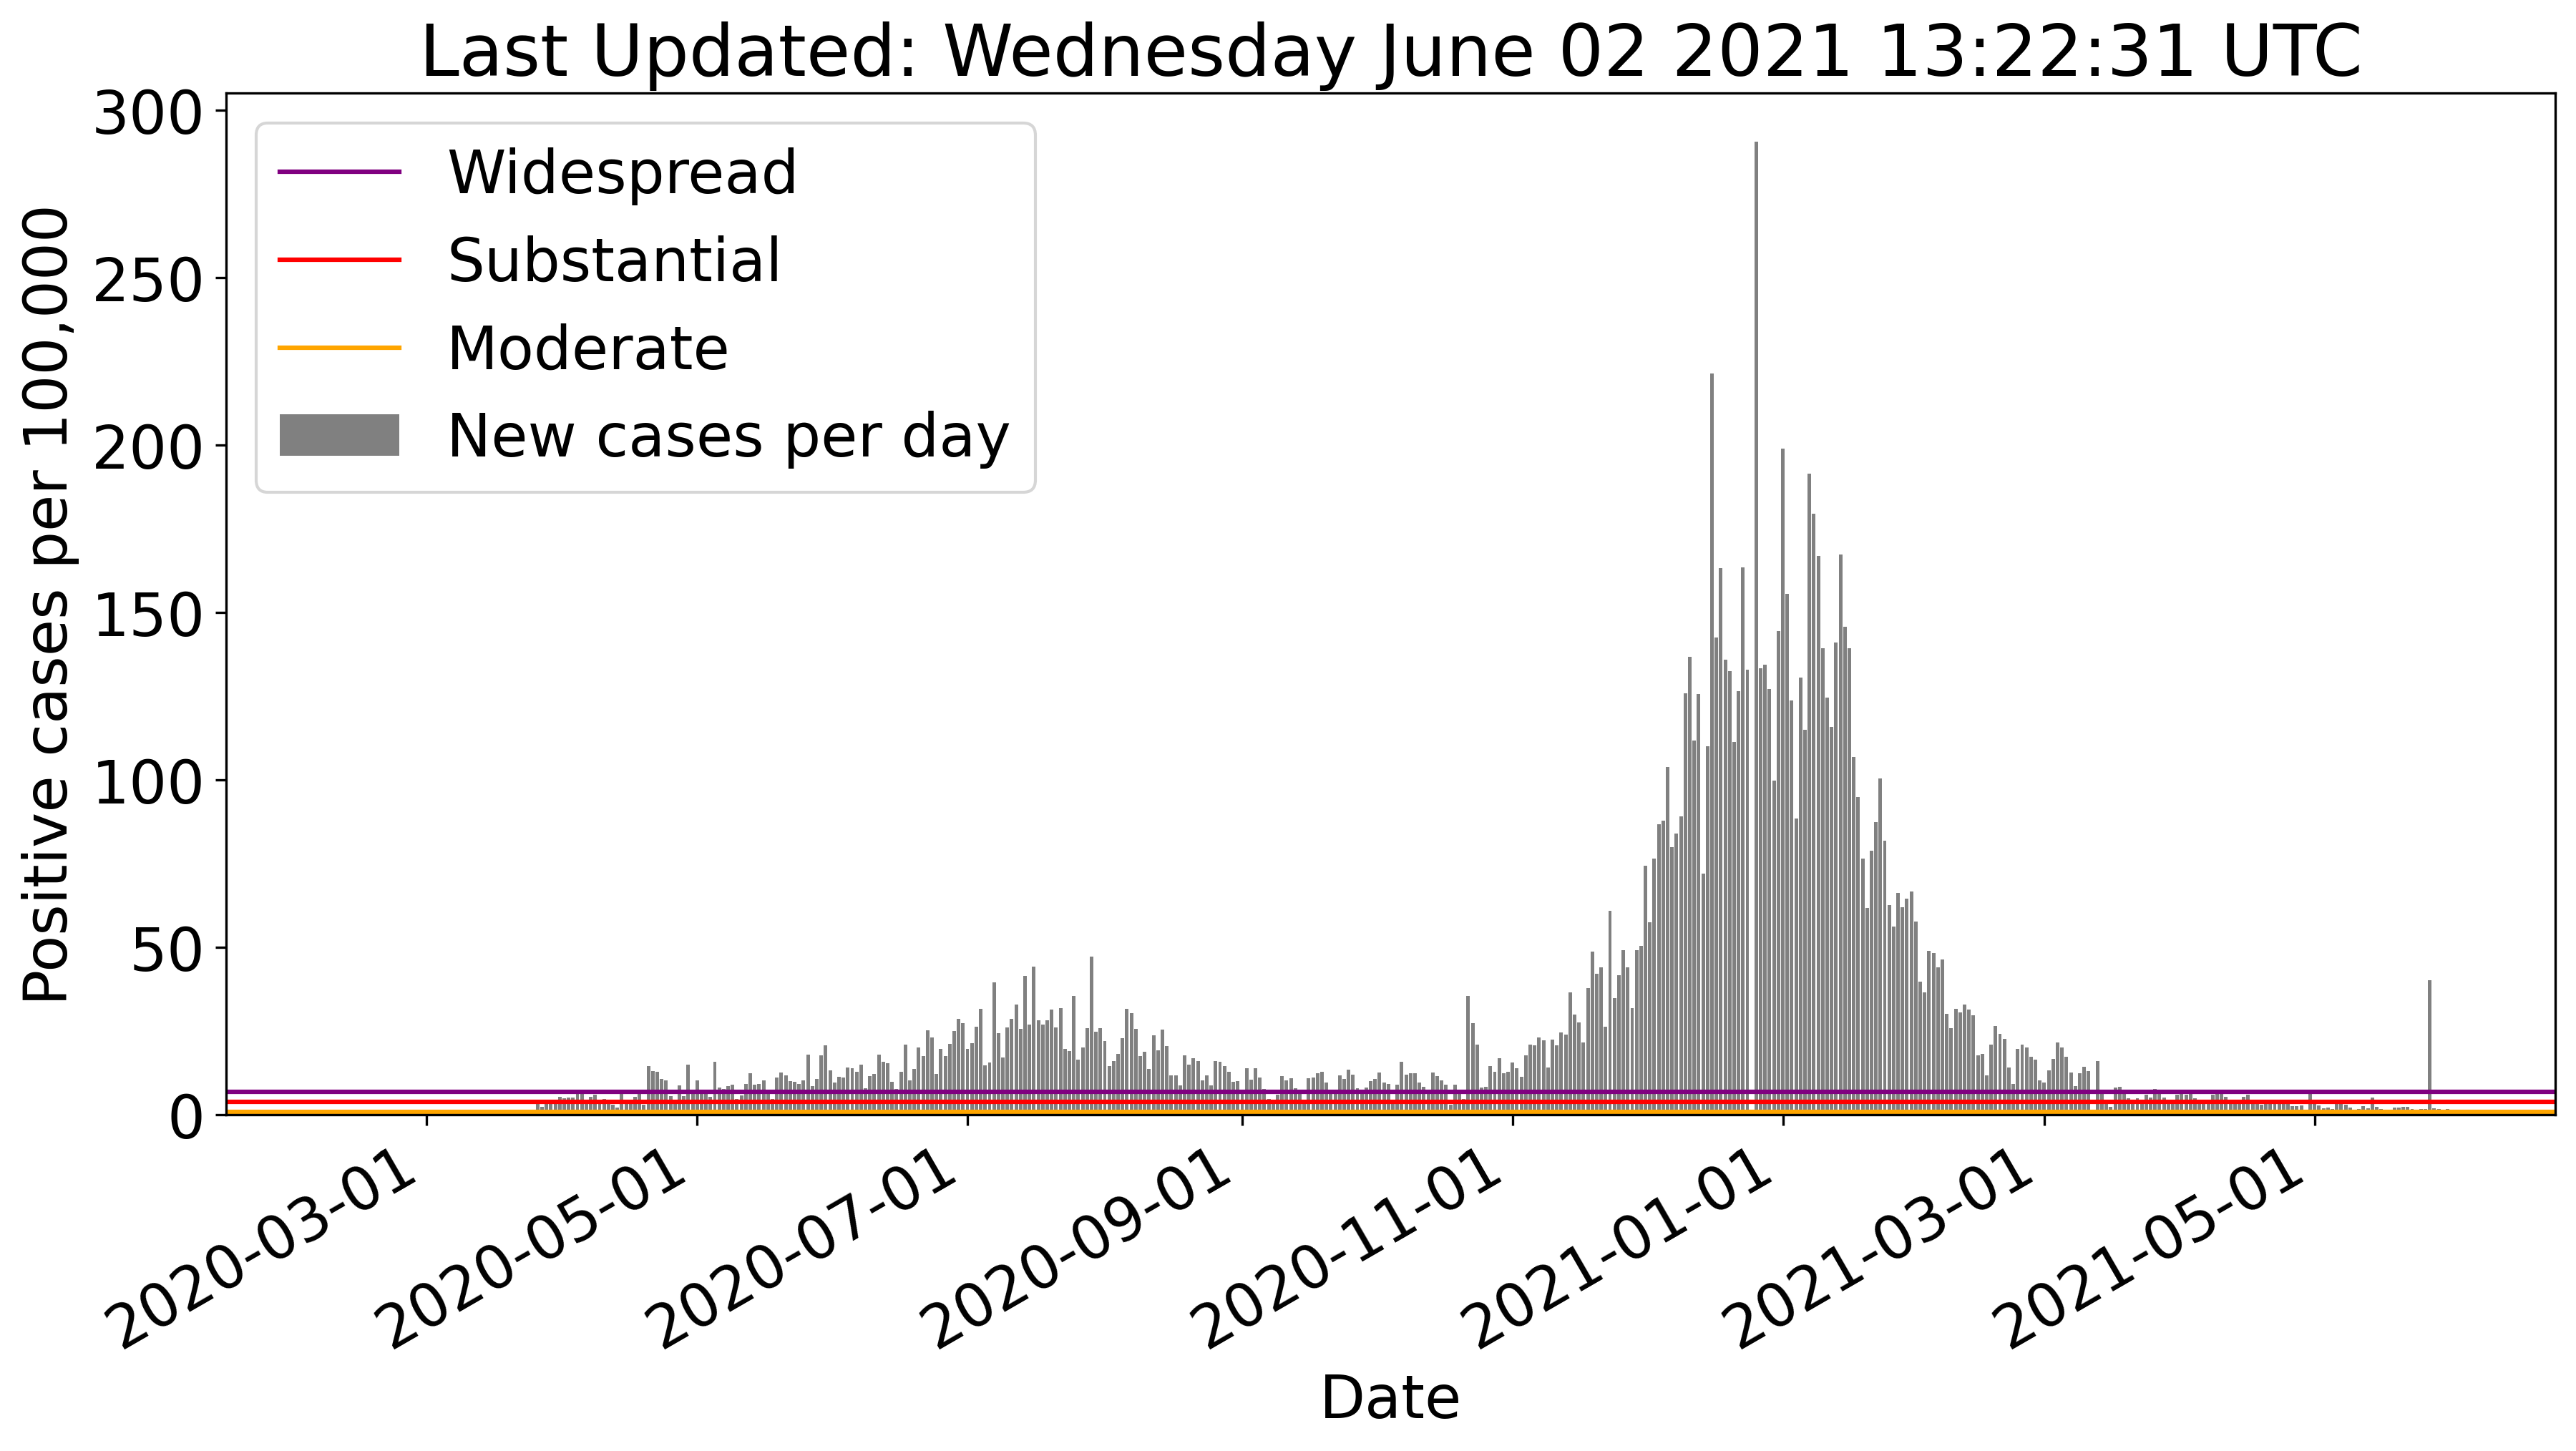 Last Updated: Wednesday June 02 2021 13:22:31 UTC
Positive cases per 100,000
300
250
200
150
100
50
0
Widespread
Substantial
Moderate
New cases per day
2020-03-01
2020-05-01
2020-07-01
2020-09-01
2020-11-01
2021-01-01
2021-03-01
2021-05-01
Date